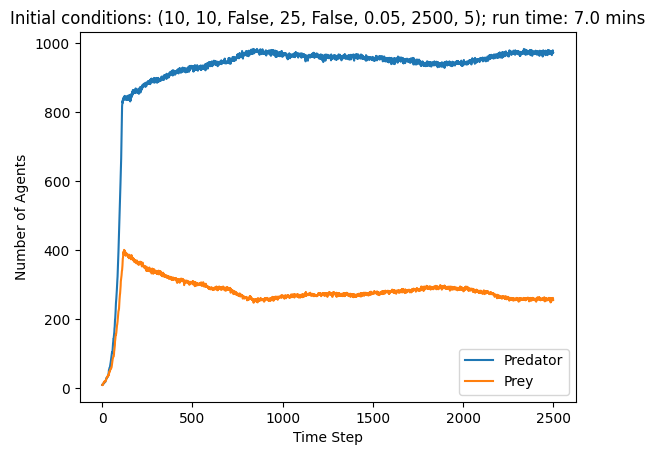 Initial conditions: (10, 10, False, 25, False, 0.05, 2500, 5); run time: 7.0 mins
1000
800
600
400
200
0
Number of Agents
Predator
Prey
0
500
1000
1500
2000
2500
Time Step